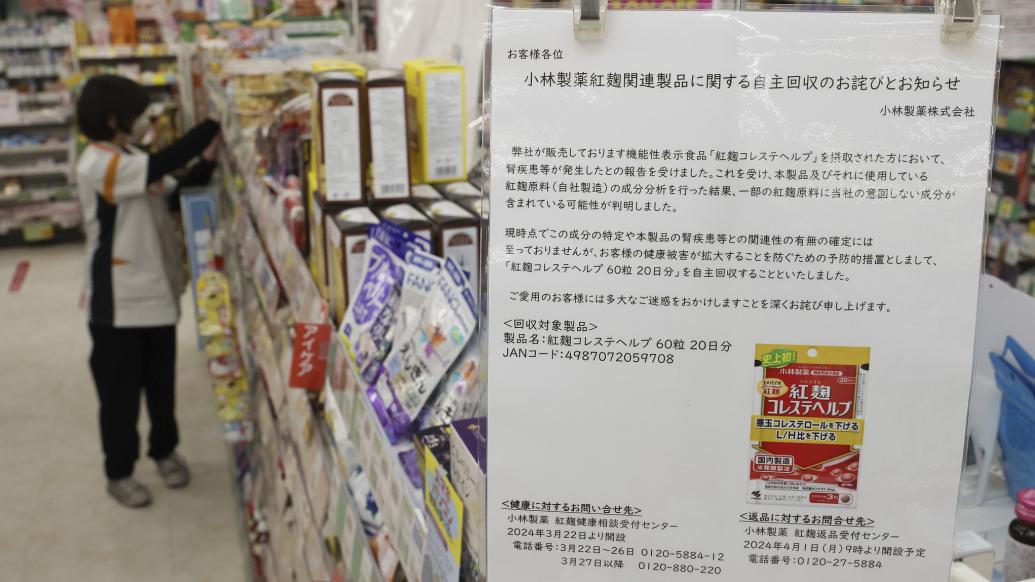 お客様各位
小林製薬紅麹関連製品に関する自主回収のお詫びとお知らせ
小林製薬株式会社
弊社が販売しております機能性表示食品「紅麹コレステヘルプ」を摂取された方において、
腎疾患等が発生したとの報告を受けました。これを受け、本製品及びそれに使用している
紅麹原料(自社製造)の成分分析を行った結果、一部の紅麹原料に当社の意図しない成分が
含まれている可能性が判明しました。
現時点でこの成分の特定や本製品の腎疾患等との関連性の有無の確定には
至っておりませんが、お客様の健康被害が拡大することを防ぐための予防的措置としまして、
「紅麹コレステヘルプ 60粒 20日分」を自主回収することといたしました。
ご愛用のお客様には多大なご迷惑をおかけしますことを深くお詫び申し上げます。
<回収対象製品>
製品名:紅麹コレステヘルプ 60粒 20日分
JANコード:4987072059708
史上初!
小林製薬
紅麹
紅麹
コレステヘルプ
悪玉コレステロールを下げる
L/H比を下げる
国内製造
米発酵製法
<健康に対するお問い合せ先>
小林製薬 紅麹健康相談受付センター
2024年3月22日より開設
電話番号:3月22日~26日 0120-5884-12
3月27日以降 0120-880-220
<返品に対するお問合せ先>
小林製薬 紅麹返品受付センター
2024年4月1日(月)9時より開設予定
電話番号:0120-27-5884
アイケア
FANCL